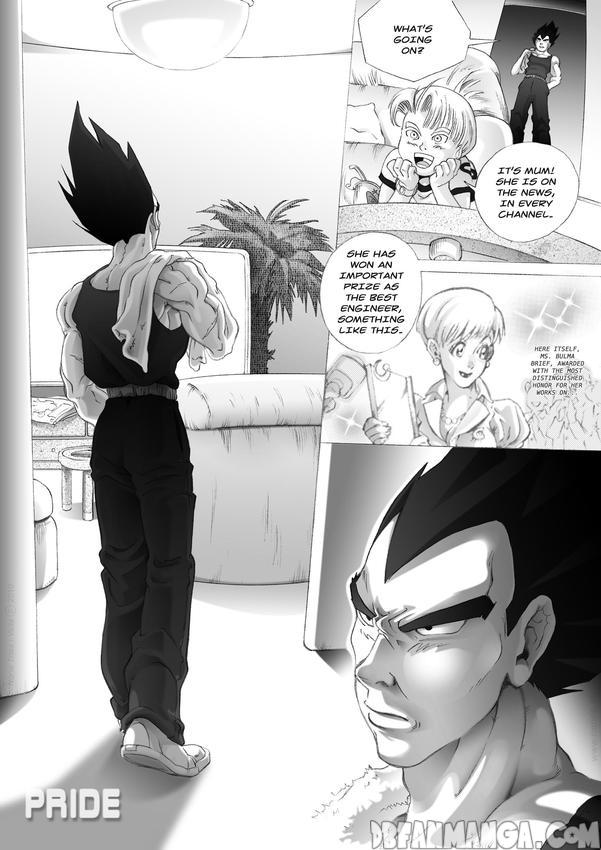 WHAT'S
GOING
ON?
IT'S MUM!
SHE IS ON
THE NEWS,
IN EVERY
CHANNEL..
SHE HAS
WON AN
IMPORTANT
PRIZE AS
THE BEST
ENGINEER,
SOMETHING
LIKE THIS..
HERE ITSELF,
MS. BULMA
BRIEF, AWARDED
WITH THE MOST
DISTINGUISHED
HONOR FOR HER
WORKS ON...
PRIDE
DBFANMANGA.COM